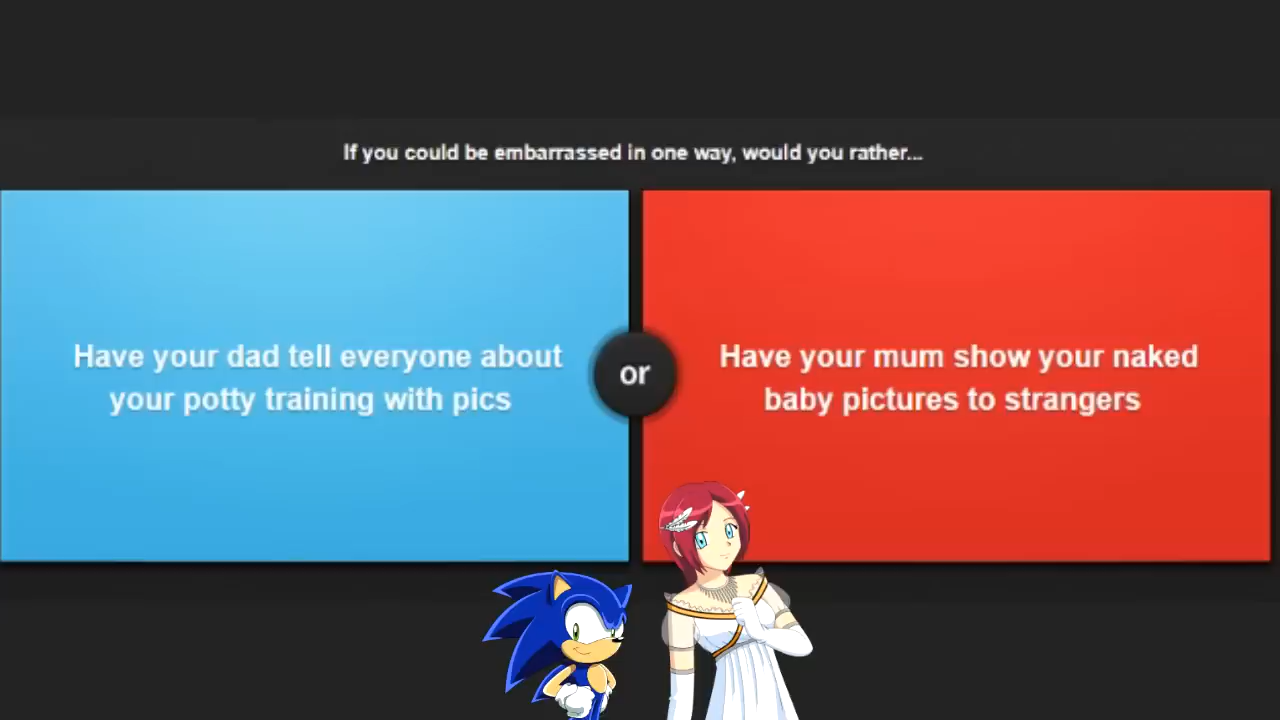 If you could be embarrassed in one way, would you rather...
Have your dad tell everyone about
your potty training with pics
or
Have your mum show your naked
baby pictures to strangers